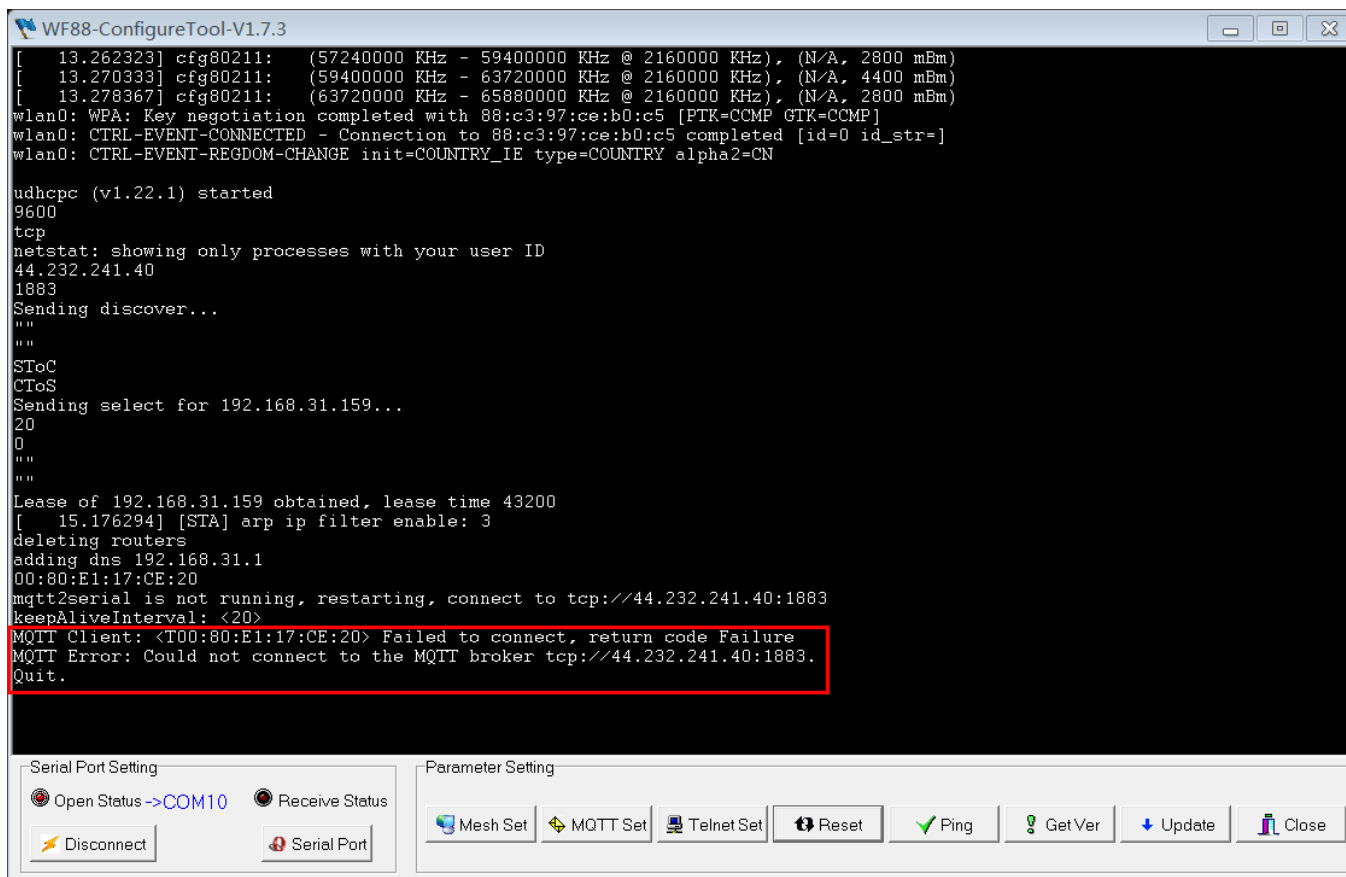 WF88-ConfigureTool-V1.7.3
[   13.262323] cfg80211:   (57240000 KHz - 59400000 KHz @ 2160000 KHz), (N/A, 2800 mBm)
[   13.270333] cfg80211:   (59400000 KHz - 63720000 KHz @ 2160000 KHz), (N/A, 4400 mBm)
[   13.278367] cfg80211:   (63720000 KHz - 65880000 KHz @ 2160000 KHz), (N/A, 2800 mBm)
wlan0: WPA: Key negotiation completed with 88:c3:97:ce:b0:c5 [PTK=CCMP GTK=CCMP]
wlan0: CTRL-EVENT-CONNECTED - Connection to 88:c3:97:ce:b0:c5 completed [id=0 id_str=]
wlan0: CTRL-EVENT-REGDOM-CHANGE init=COUNTRY_IE type=COUNTRY alpha2=CN
udhcpc (v1.22.1) started
9600
tcp
netstat: showing only processes with your user ID
44.232.241.40
1883
Sending discover...
""
""
SToC
CToS
Sending select for 192.168.31.159...
20
0
""
""
Lease of 192.168.31.159 obtained, lease time 43200
[   15.176294] [STA] arp ip filter enable: 3
deleting routers
adding dns 192.168.31.1
00:80:E1:17:CE:20
mqtt2serial is not running, restarting, connect to tcp://44.232.241.40:1883
keepAliveInterval: <20>
MQTT Client: <T00:80:E1:17:CE:20> Failed to connect, return code Failure
MQTT Error: Could not connect to the MQTT broker tcp://44.232.241.40:1883.
Quit.
Serial Port Setting
Open Status ->COM10 Receive Status
Disconnect Serial Port
Parameter Setting
Mesh Set MQTT Set Telnet Set Reset Ping Get Ver Update Close